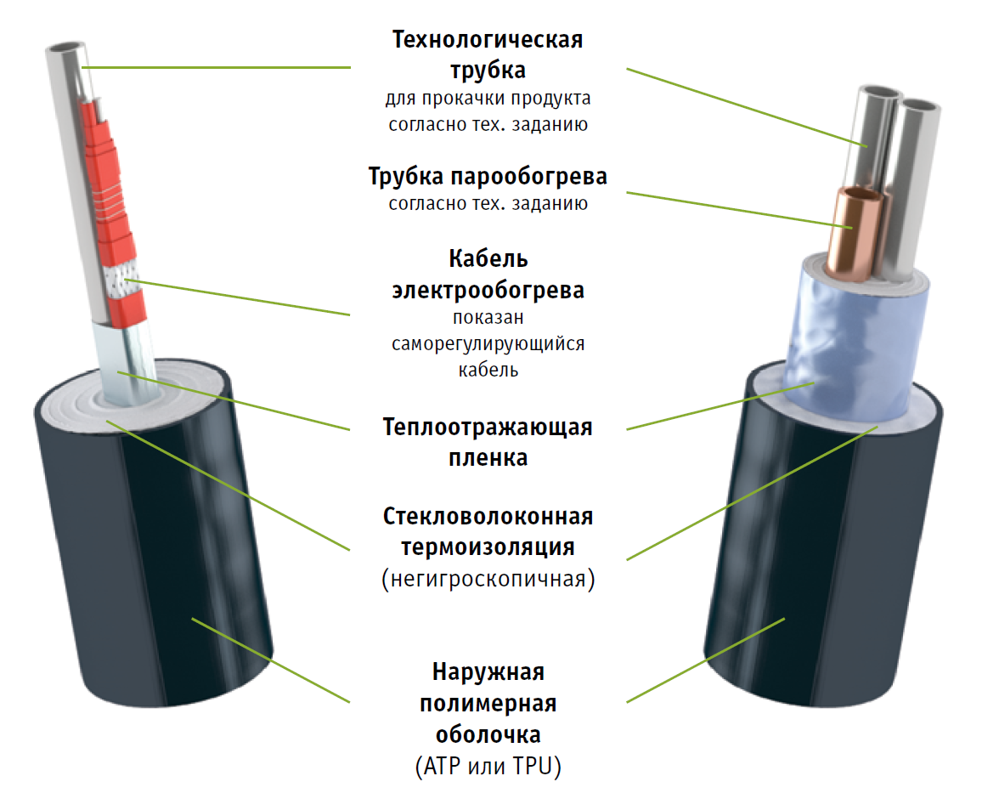 Технологическая
трубка
для прокачки продукта
согласно тех. заданию
Трубка парообогрева
согласно тех. заданию
Кабель
электрообогрева
показан
саморегулирующийся
кабель
Теплоотражающая
пленка
Стекловолоконная
термоизоляция
(негигроскопичная)
Наружная
полимерная
оболочка
(ATP или TPU)